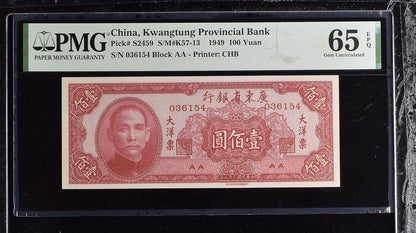 PMG
PAPER MONEY GUARANTY
China, Kwangtung Provincial Bank
Pick# S2459 S/M#K57-13 1949 100 Yuan
S/N 036154 Block AA - Printer: CHB
65 EPQ
Gem Uncirculated
行銀省東廣
佰壹
佰壹
036154
036154
大洋票
大洋票
圓佰壹
AA
AA
佰壹
佰壹